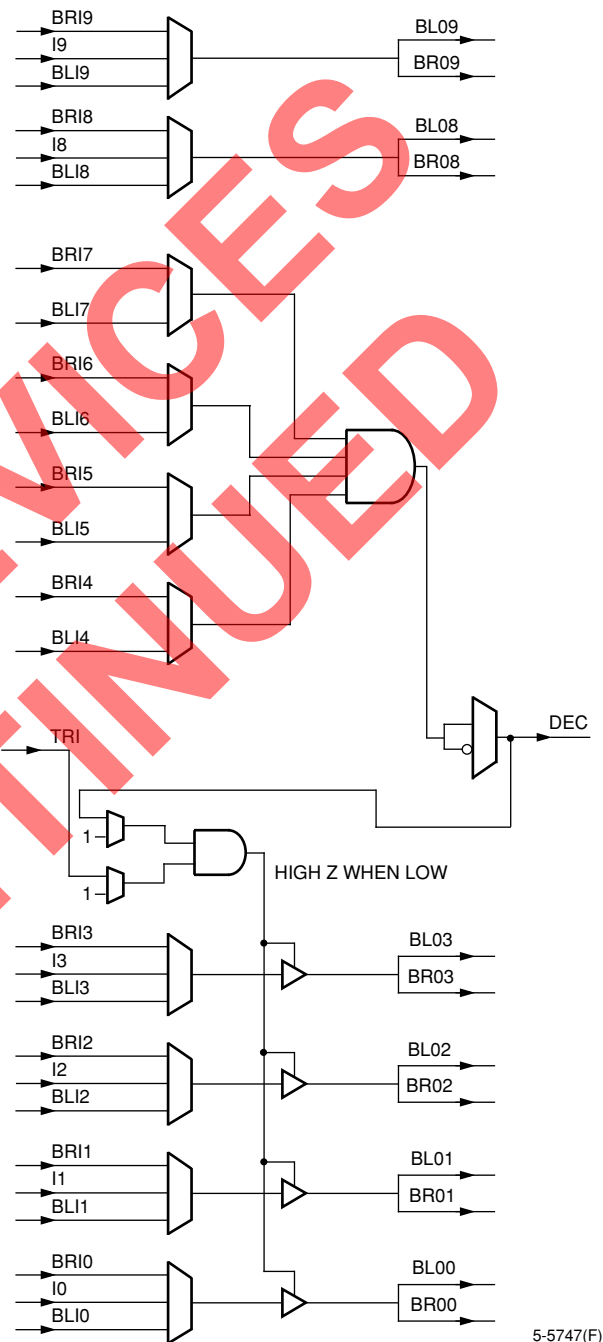 BRI9
I9
BLI9
BL09
BR09
BRI8
I8
BLI8
BL08
BR08
BRI7
BLI7
BRI6
BLI6
BRI5
BLI5
BRI4
BLI4
DEC
TRI
1
1
HIGH Z WHEN LOW
BRI3
I3
BLI3
BL03
BR03
BRI2
I2
BLI2
BL02
BR02
BRI1
I1
BLI1
BL01
BR01
BRI0
I0
BLI0
BL00
BR00
5-5747(F)
VICES
TINUED